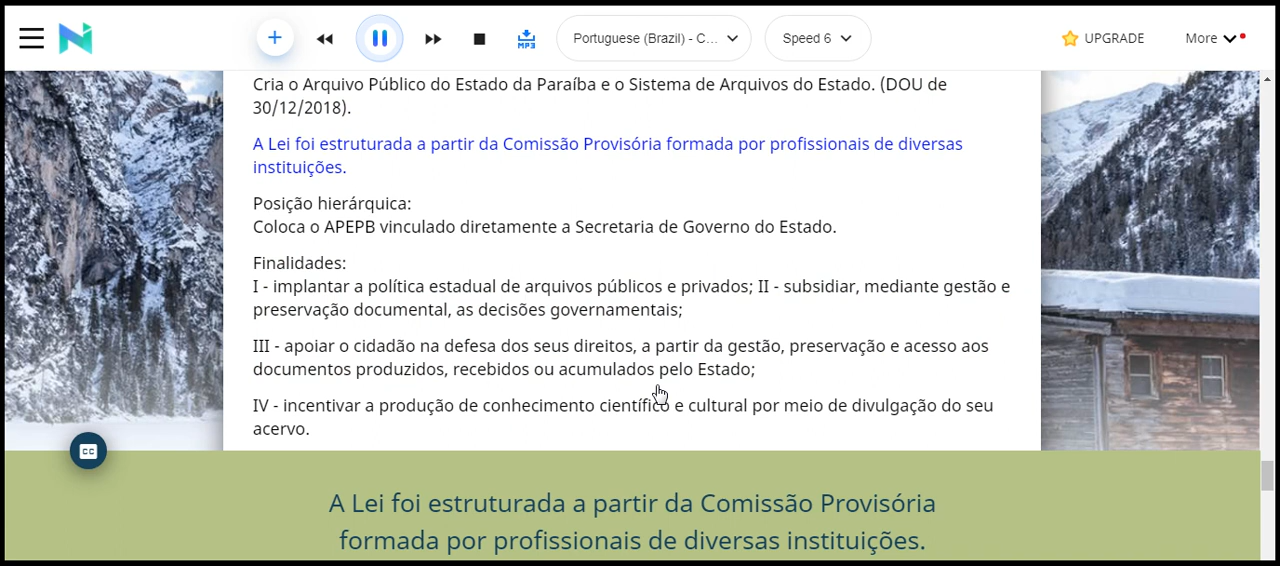 MP3
Portuguese (Brazil) - C...
Speed 6
UPGRADE
More
Cria o Arquivo Público do Estado da Paraíba e o Sistema de Arquivos do Estado. (DOU de
30/12/2018).
A Lei foi estruturada a partir da Comissão Provisória formada por profissionais de diversas
instituições.
Posição hierárquica:
Coloca o APEPB vinculado diretamente a Secretaria de Governo do Estado.
Finalidades:
I - implantar a política estadual de arquivos públicos e privados; II - subsidiar, mediante gestão e
preservação documental, as decisões governamentais;
III - apoiar o cidadão na defesa dos seus direitos, a partir da gestão, preservação e acesso aos
documentos produzidos, recebidos ou acumulados pelo Estado;
IV - incentivar a produção de conhecimento científico e cultural por meio de divulgação do seu
acervo.
CC
A Lei foi estruturada a partir da Comissão Provisória
formada por profissionais de diversas instituições.